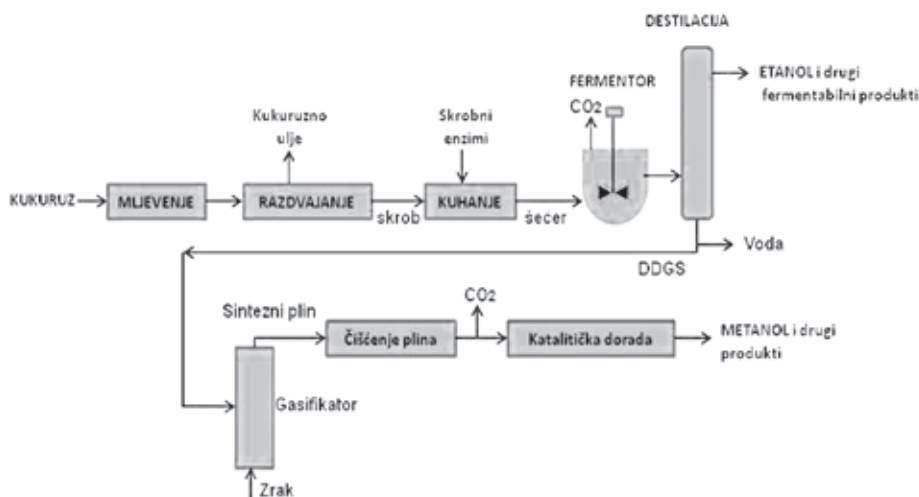 DESTILACIJA
ETANOL i drugi
fermentabilni produkti
FERMENTOR
CO2
Kukuruzno
ulje
Skrobni
enzimi
KUKURUZ
MLJEVENJE
RAZDVAJANJE
skrob
KUHANJE
šećer
Voda
DDGS
Sintezni plin
CO2
Čišćenje plina
Katalitička dorada
METANOL i drugi
produkti
Gasifikator
Zrak